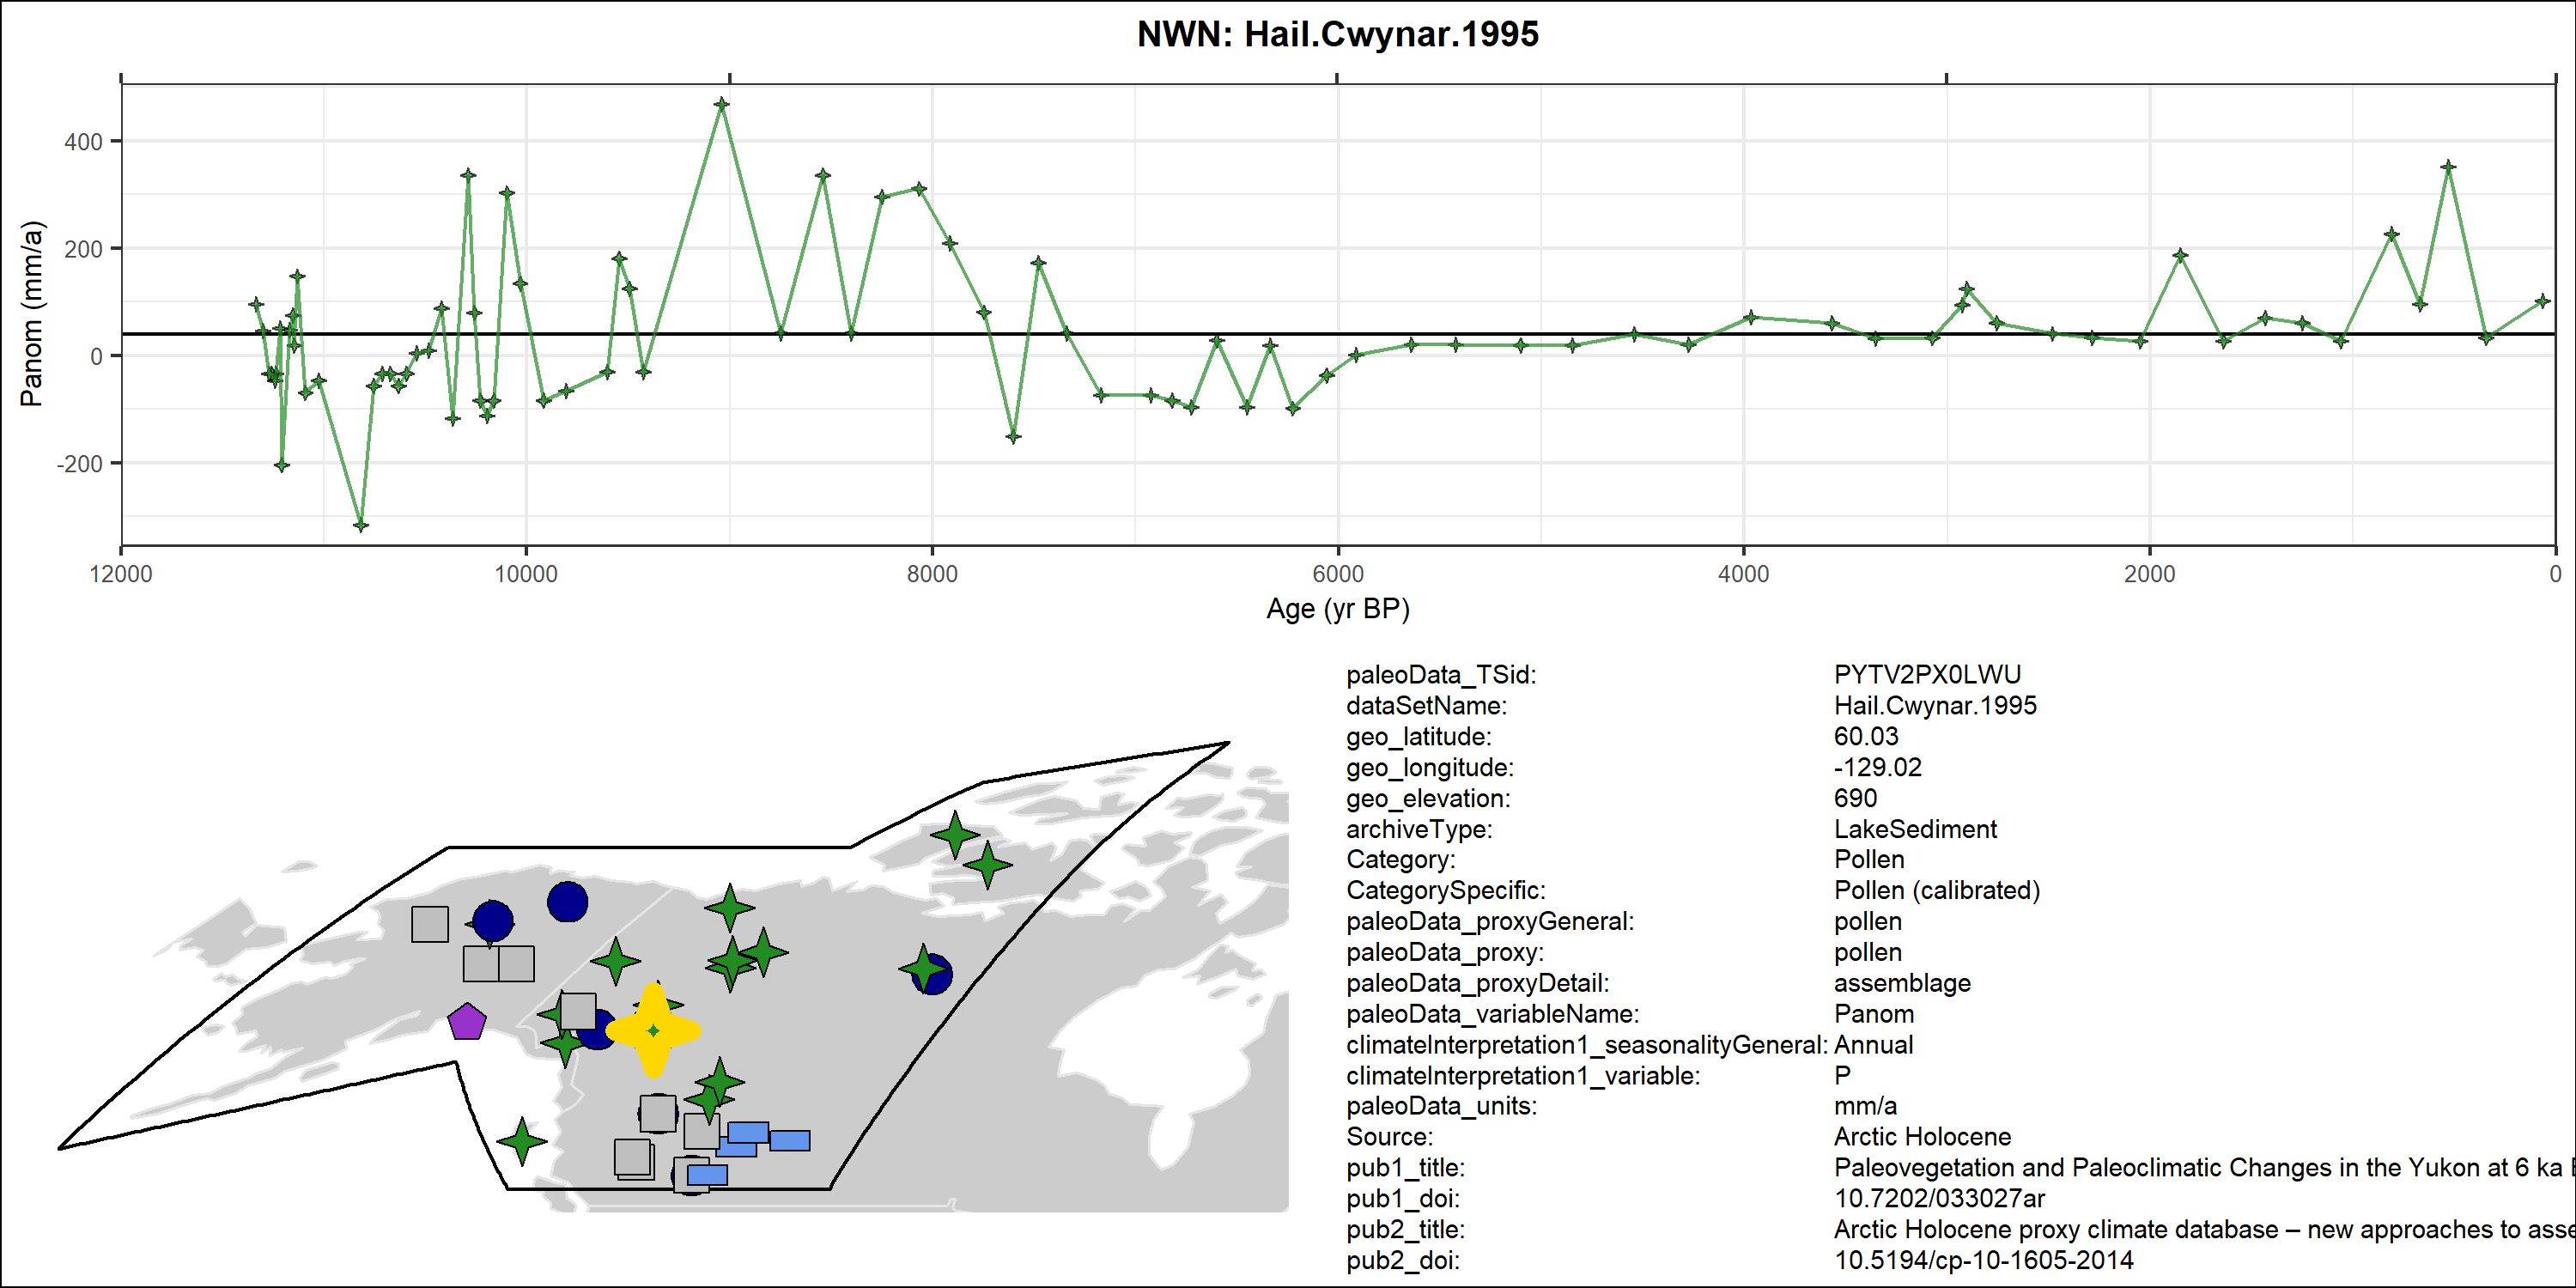 NWN: Hail.Cwynar.1995
Panom (mm/a)
400
200
0
-200
12000 10000 8000 6000 4000 2000 0
Age (yr BP)
paleoData_TSid: PYTV2PX0LWU
dataSetName: Hail.Cwynar.1995
geo_latitude: 60.03
geo_longitude: -129.02
geo_elevation: 690
archiveType: LakeSediment
Category: Pollen
CategorySpecific: Pollen (calibrated)
paleoData_proxyGeneral: pollen
paleoData_proxy: pollen
paleoData_proxyDetail: assemblage
paleoData_variableName: Panom
climateInterpretation1_seasonalityGeneral: Annual
climateInterpretation1_variable: P
paleoData_units: mm/a
Source: Arctic Holocene
pub1_title: Paleovegetation and Paleoclimatic Changes in the Yukon at 6 ka
pub1_doi: 10.7202/033027ar
pub2_title: Arctic Holocene proxy climate database – new approaches to asse
pub2_doi: 10.5194/cp-10-1605-2014